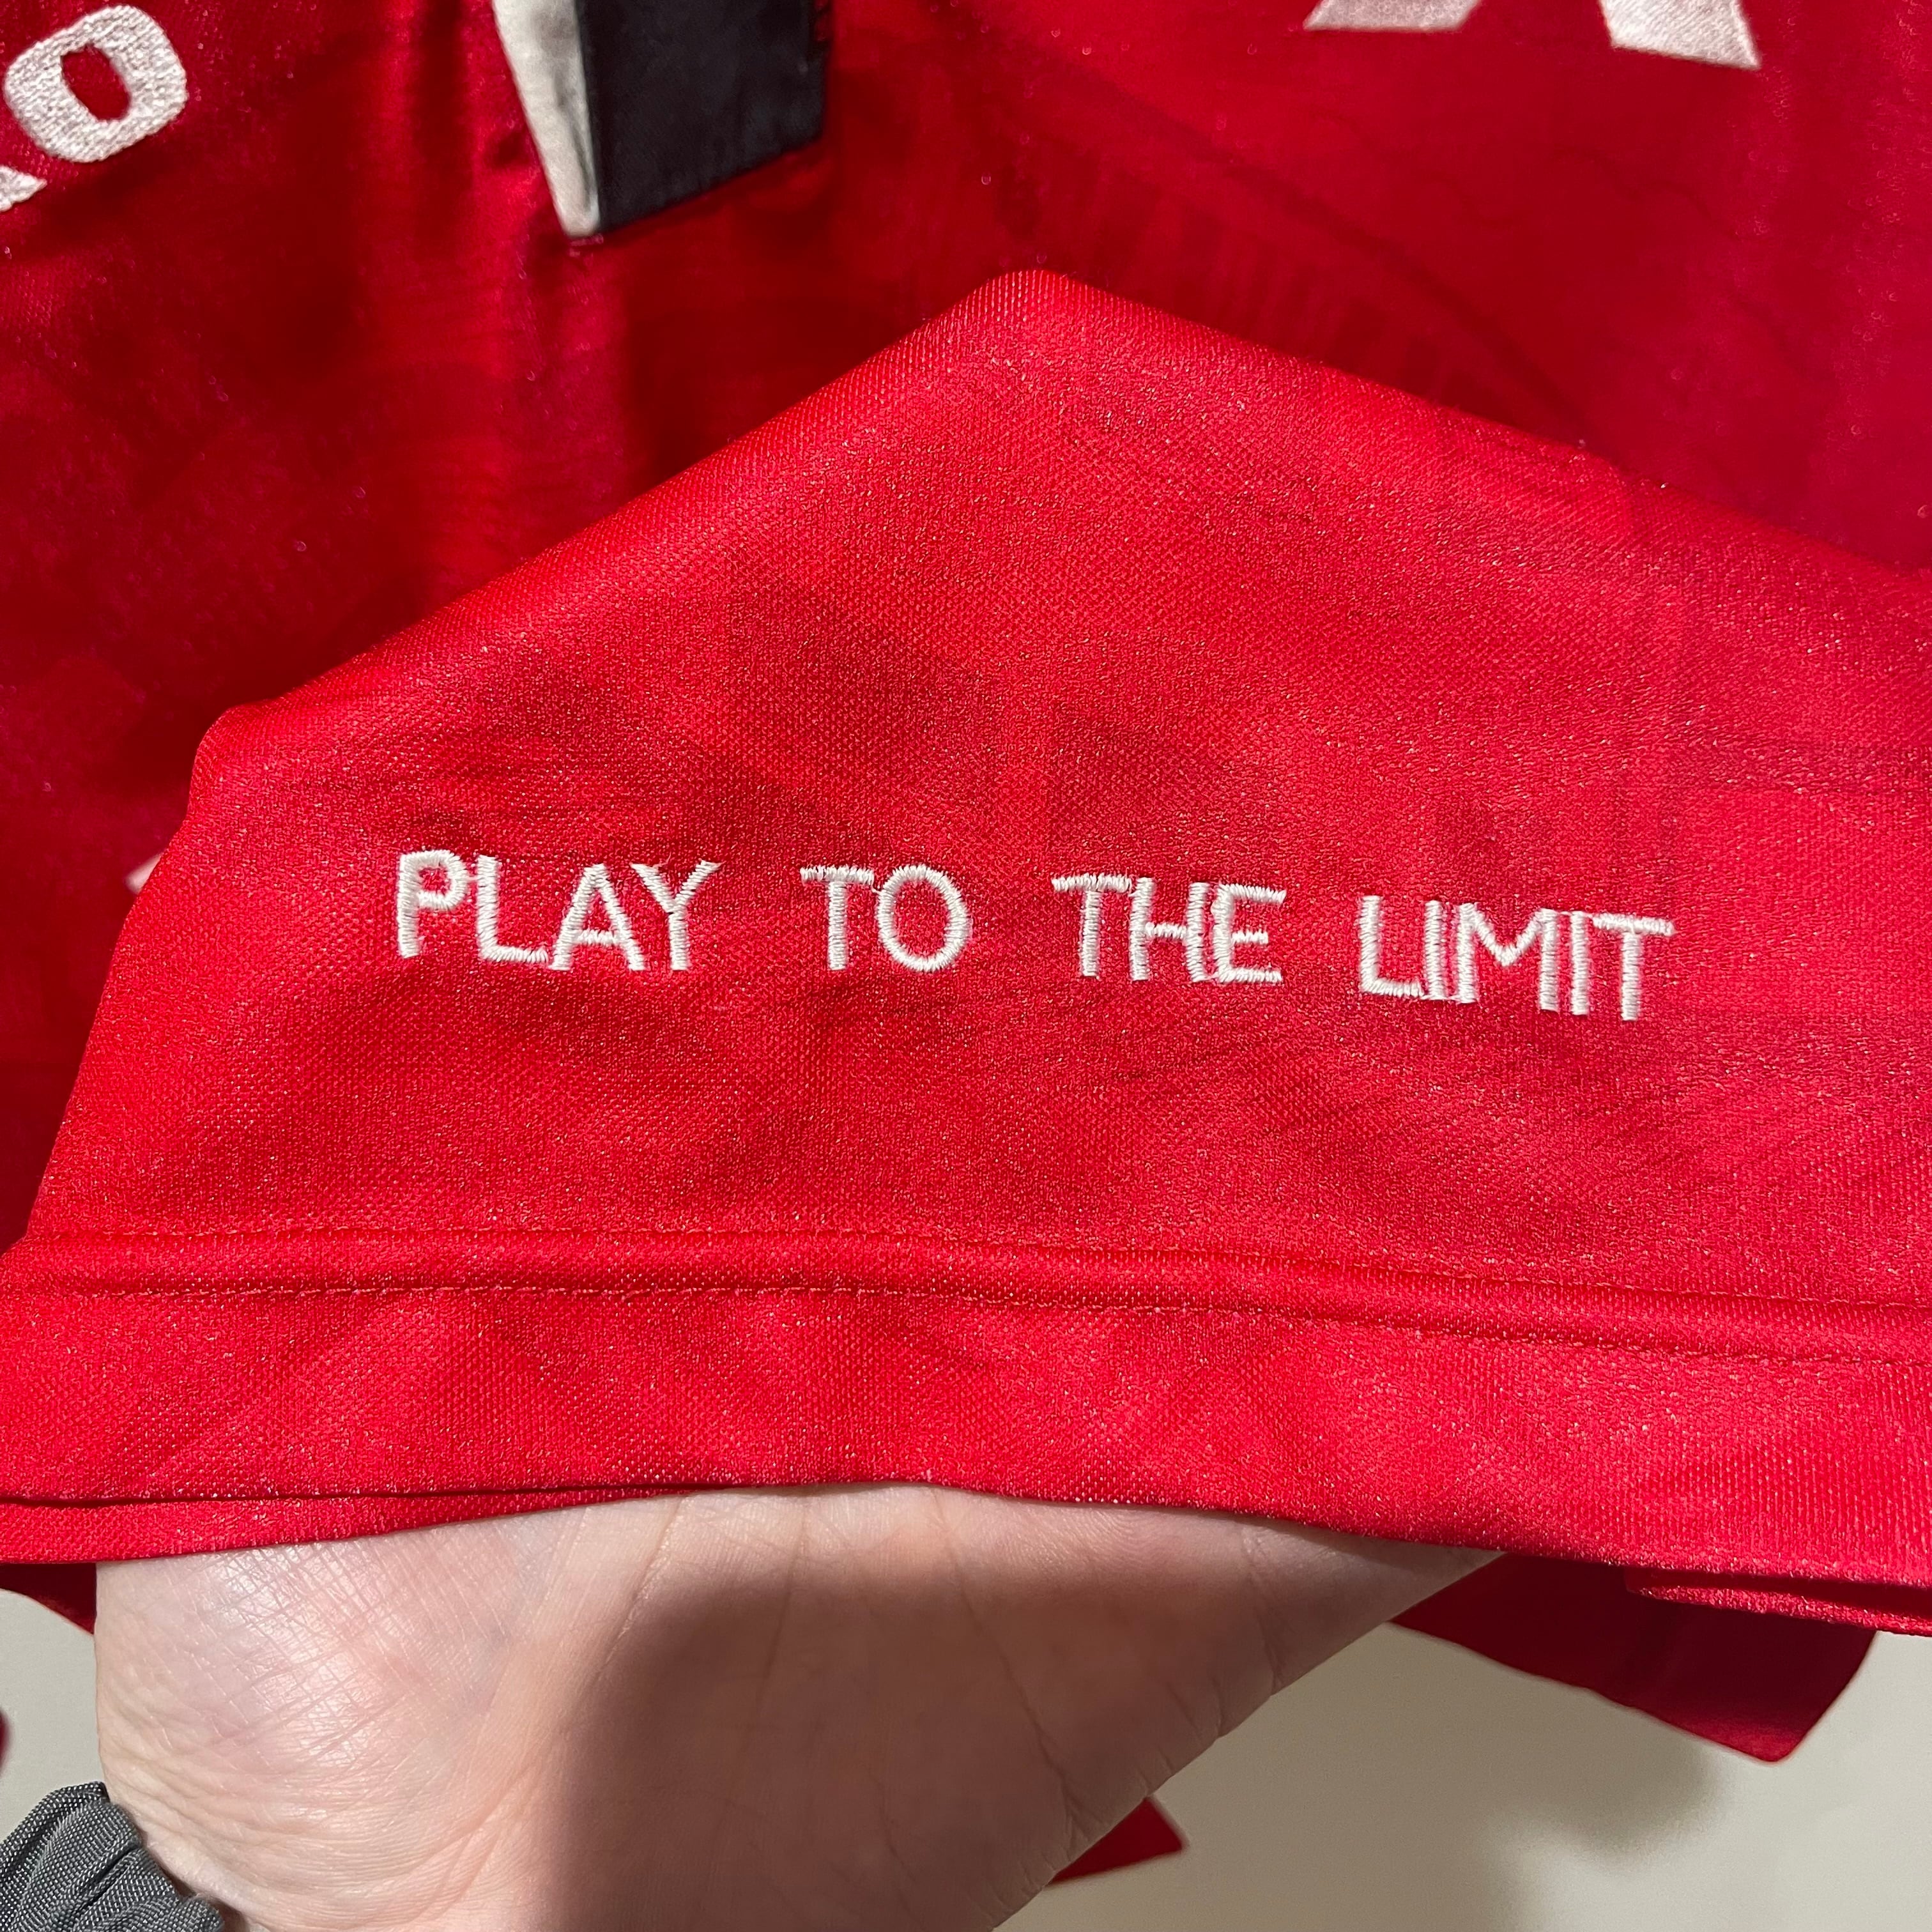 PLAY TO THE LIMIT